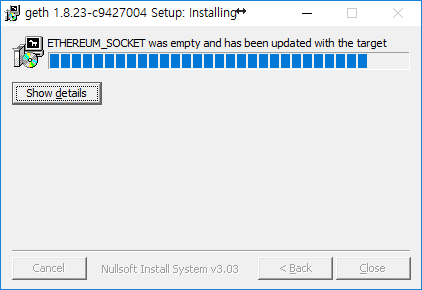 geth 1.8.23-c9427004 Setup: Installing
ETHEREUM_SOCKET was empty and has been updated with the target
Show details
Cancel
Nullsoft Install System v3.03
< Back
Close